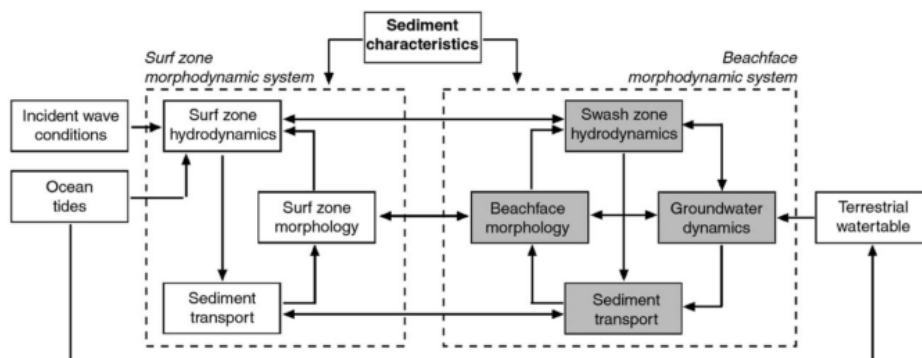 Sediment
characteristics
Surf zone
morphodynamic system
Beachface
morphodynamic system
Incident wave
conditions
Surf zone
hydrodynamics
Swash zone
hydrodynamics
Ocean
tides
Surf zone
morphology
Beachface
morphology
Groundwater
dynamics
Terrestrial
watertable
Sediment
transport
Sediment
transport